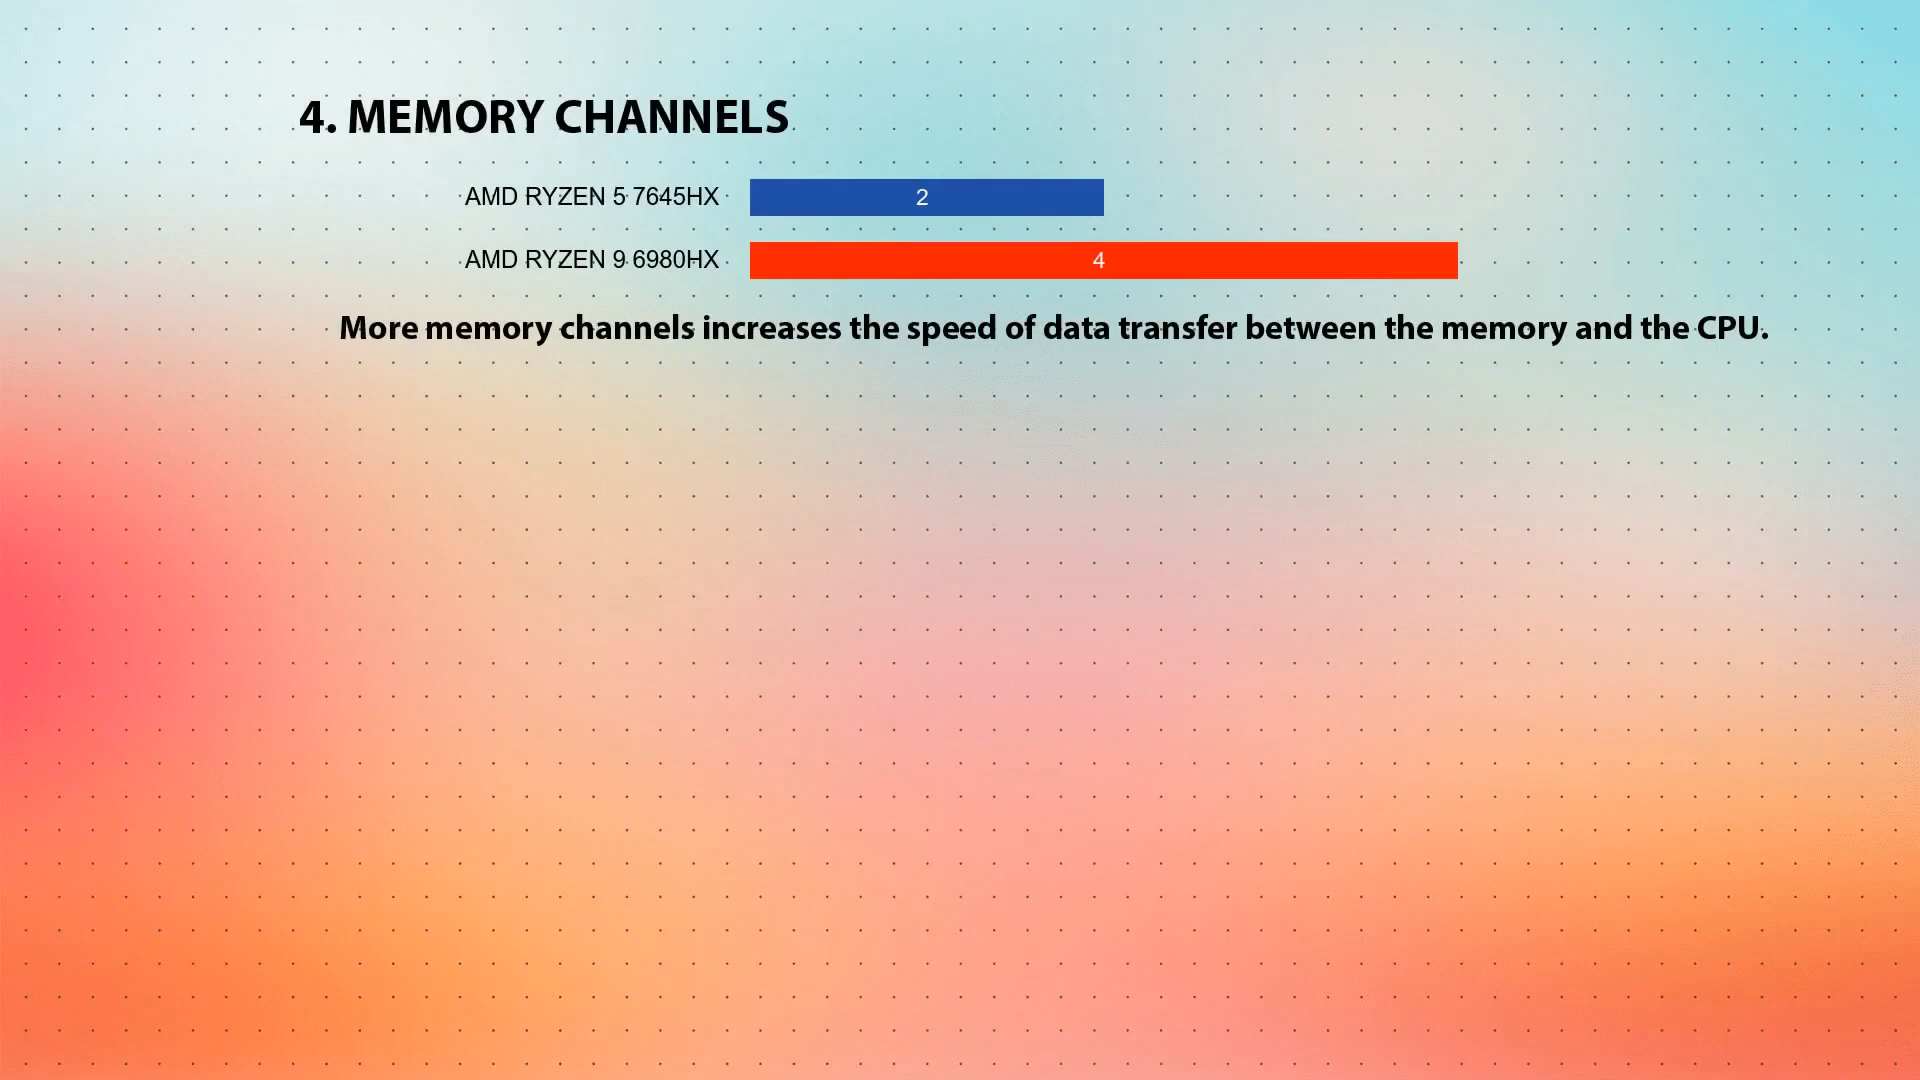 4. MEMORY CHANNELS
AMD RYZEN 5 7645HX
2
AMD RYZEN 9 6980HX
4
More memory channels increases the speed of data transfer between the memory and the CPU.